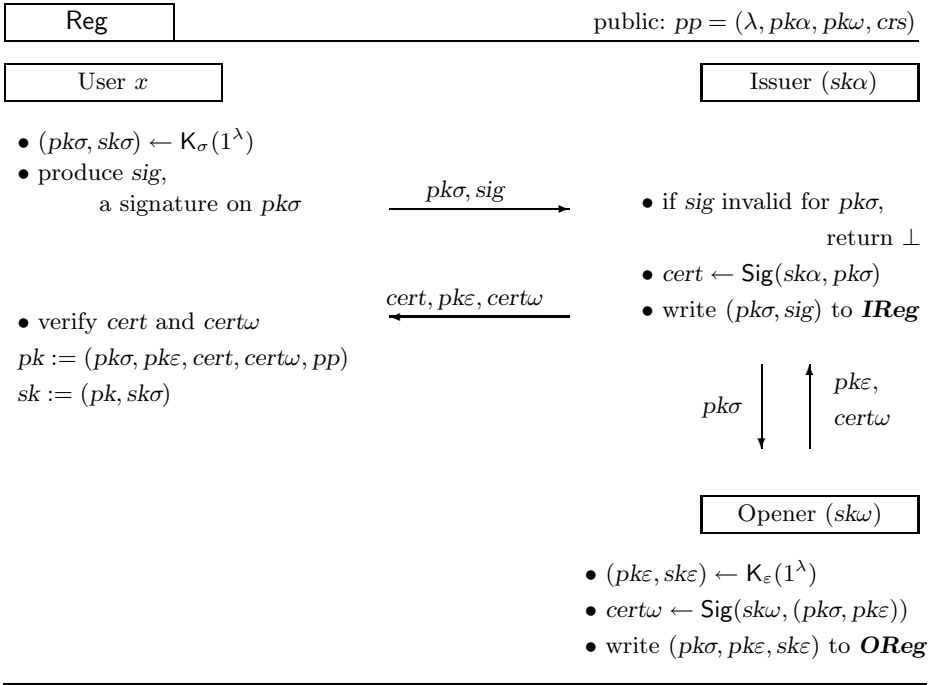 Reg
public: pp = (λ, pkα, pkω, crs)
User x
Issuer (skα)
• (pkσ, skσ) ← K_σ(1^λ)
• produce sig,
a signature on pkσ
pkσ, sig
• if sig invalid for pkσ,
return ⊥
• cert ← Sig(skα, pkσ)
• write (pkσ, sig) to IReg
cert, pkε, certω
• verify cert and certω
pk := (pkσ, pkε, cert, certω, pp)
sk := (pk, skσ)
pkσ
pkε,
certω
Opener (skω)
• (pkε, skε) ← K_ε(1^λ)
• certω ← Sig(skω, (pkσ, pkε))
• write (pkσ, pkε, skε) to OReg